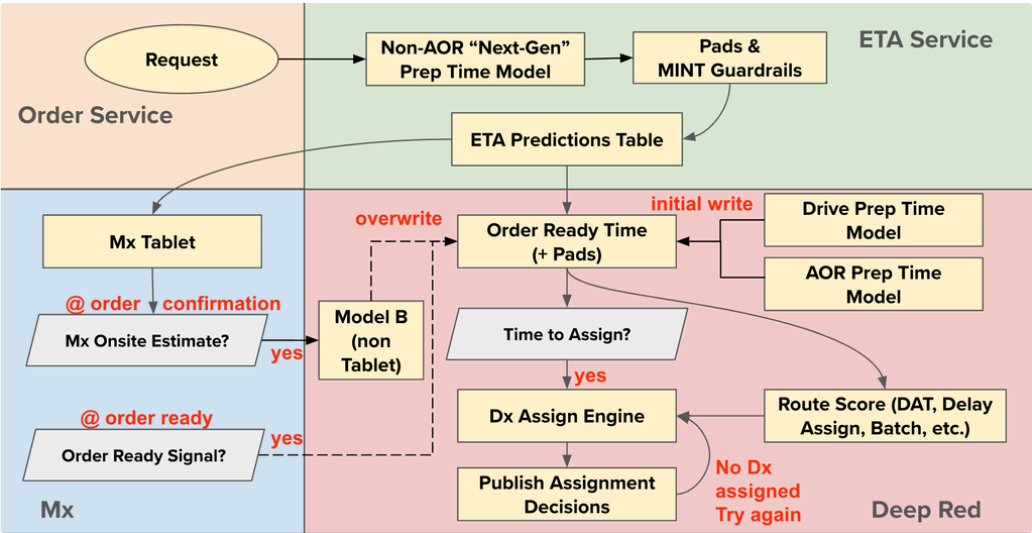 Request
Order Service
Non-AOR “Next-Gen”
Prep Time Model
Pads &
MINT Guardrails
ETA Service
ETA Predictions Table
Mx Tablet
@ order confirmation
Mx Onsite Estimate?
yes
@ order ready
Order Ready Signal?
yes
Mx
overwrite
Model B
(non
Tablet)
Order Ready Time
(+ Pads)
initial write
Drive Prep Time
Model
AOR Prep Time
Model
Time to Assign?
yes
Dx Assign Engine
Route Score (DAT, Delay
Assign, Batch, etc.)
Publish Assignment
Decisions
No Dx
assigned
Try again
Deep Red